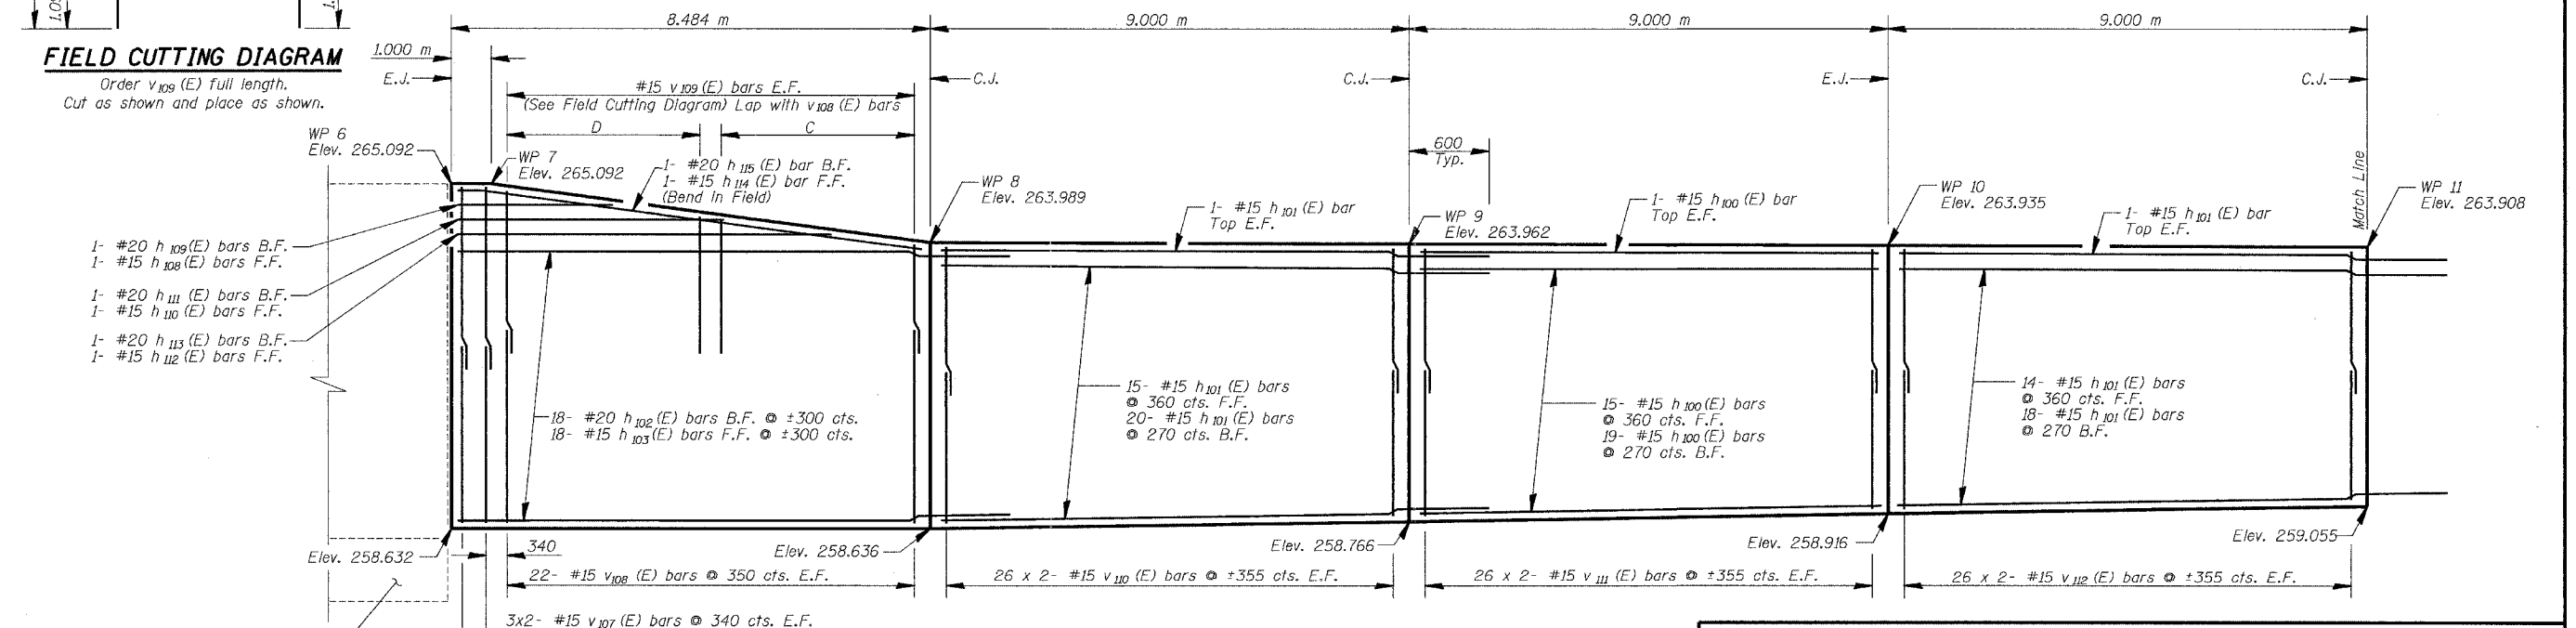 1.0
1.
8.484 m
9.000 m
9.000 m
9.000 m
FIELD CUTTING DIAGRAM
Order v109 (E) full length.
Cut as shown and place as shown.
1.000 m
E.J.
C.J.
C.J.
E.J.
C.J.
#15 v109 (E) bars E.F.
(See Field Cutting Diagram) Lap with v108 (E) bars
D
C
600
Typ.
Match Line
WP 6
Elev. 265.092
WP 7
Elev. 265.092
1- #20 h115 (E) bar B.F.
1- #15 h114 (E) bar F.F.
(Bend In Field)
WP 8
Elev. 263.989
1- #15 h101 (E) bar
Top E.F.
WP 9
Elev. 263.962
1- #15 h100 (E) bar
Top E.F.
WP 10
Elev. 263.935
1- #15 h101 (E) bar
Top E.F.
WP 11
Elev. 263.908
1- #20 h109 (E) bars B.F.
1- #15 h108 (E) bars F.F.
1- #20 h111 (E) bars B.F.
1- #15 h110 (E) bars F.F.
1- #20 h113 (E) bars B.F.
1- #15 h112 (E) bars F.F.
18- #20 h102 (E) bars B.F. @ ±300 cts.
18- #15 h103 (E) bars F.F. @ ±300 cts.
15- #15 h101 (E) bars
@ 360 cts. F.F.
20- #15 h101 (E) bars
@ 270 cts. B.F.
15- #15 h100 (E) bars
@ 360 cts. F.F.
19- #15 h100 (E) bars
@ 270 cts. B.F.
14- #15 h101 (E) bars
@ 360 cts. F.F.
18- #15 h101 (E) bars
@ 270 B.F.
Elev. 258.632
340
Elev. 258.636
Elev. 258.766
Elev. 258.916
Elev. 259.055
22- #15 v108 (E) bars @ 350 cts. E.F.
26 x 2- #15 v110 (E) bars @ ±355 cts. E.F.
26 x 2- #15 v111 (E) bars @ ±355 cts. E.F.
26 x 2- #15 v112 (E) bars @ ±355 cts. E.F.
3x2- #15 v107 (E) bars @ 340 cts. E.F.